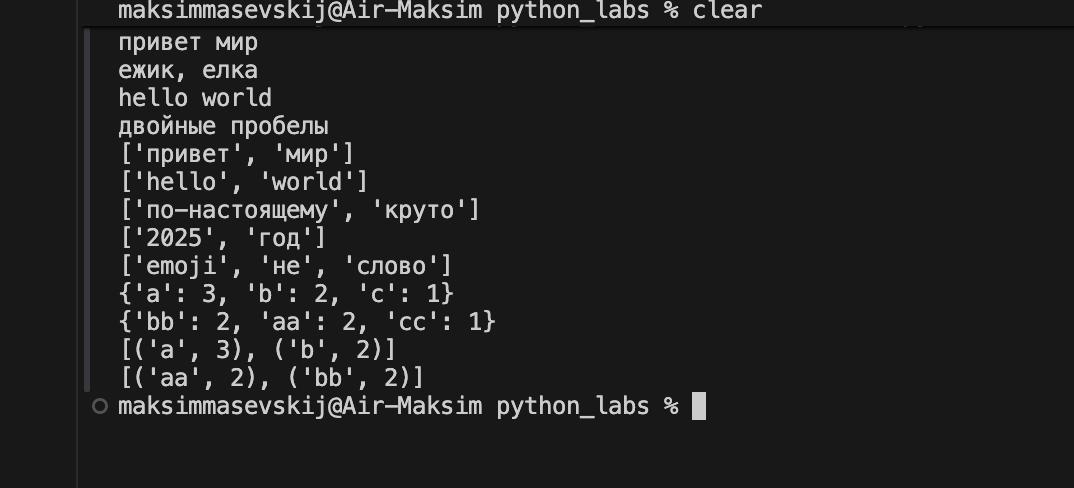 maksimmasevskij@Air-Maksim python_labs % clear
привет мир
ежик, елка
hello world
двойные пробелы
['привет', 'мир']
['hello', 'world']
['по-настоящему', 'круто']
['2025', 'год']
['emoji', 'не', 'слово']
{'a': 3, 'b': 2, 'c': 1}
{'bb': 2, 'aa': 2, 'cc': 1}
[('a', 3), ('b', 2)]
[('aa', 2), ('bb', 2)]
maksimmasevskij@Air-Maksim python_labs %